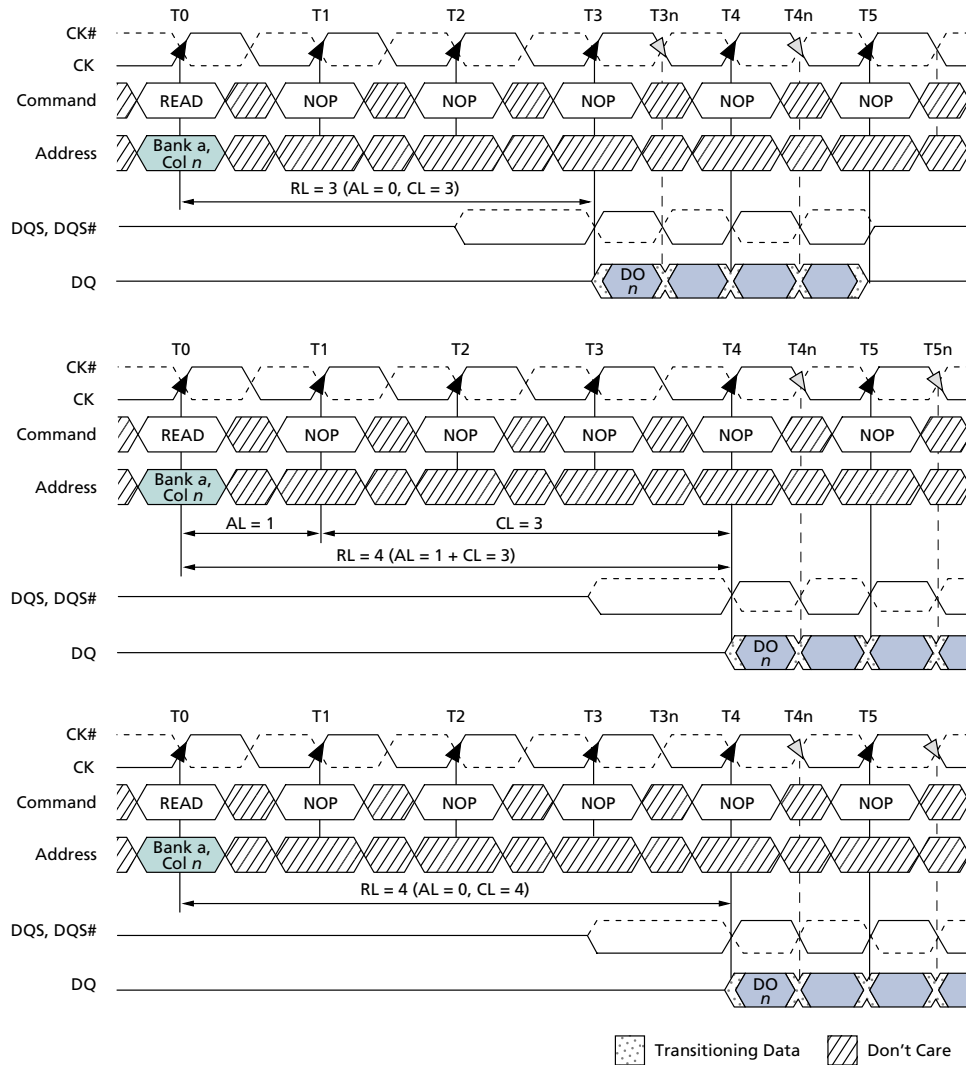 T0 T1 T2 T3 T3n T4 T4n T5
CK#
CK
Command READ NOP NOP NOP NOP NOP
Address Bank a,
Col n
RL = 3 (AL = 0, CL = 3)
DQS, DQS#
DQ DO
n
T0 T1 T2 T3 T4 T4n T5 T5n
CK#
CK
Command READ NOP NOP NOP NOP NOP
Address Bank a,
Col n
AL = 1 CL = 3
RL = 4 (AL = 1 + CL = 3)
DQS, DQS#
DQ DO
n
T0 T1 T2 T3 T3n T4 T4n T5
CK#
CK
Command READ NOP NOP NOP NOP NOP
Address Bank a,
Col n
RL = 4 (AL = 0, CL = 4)
DQS, DQS#
DQ DO
n
Transitioning Data Don’t Care